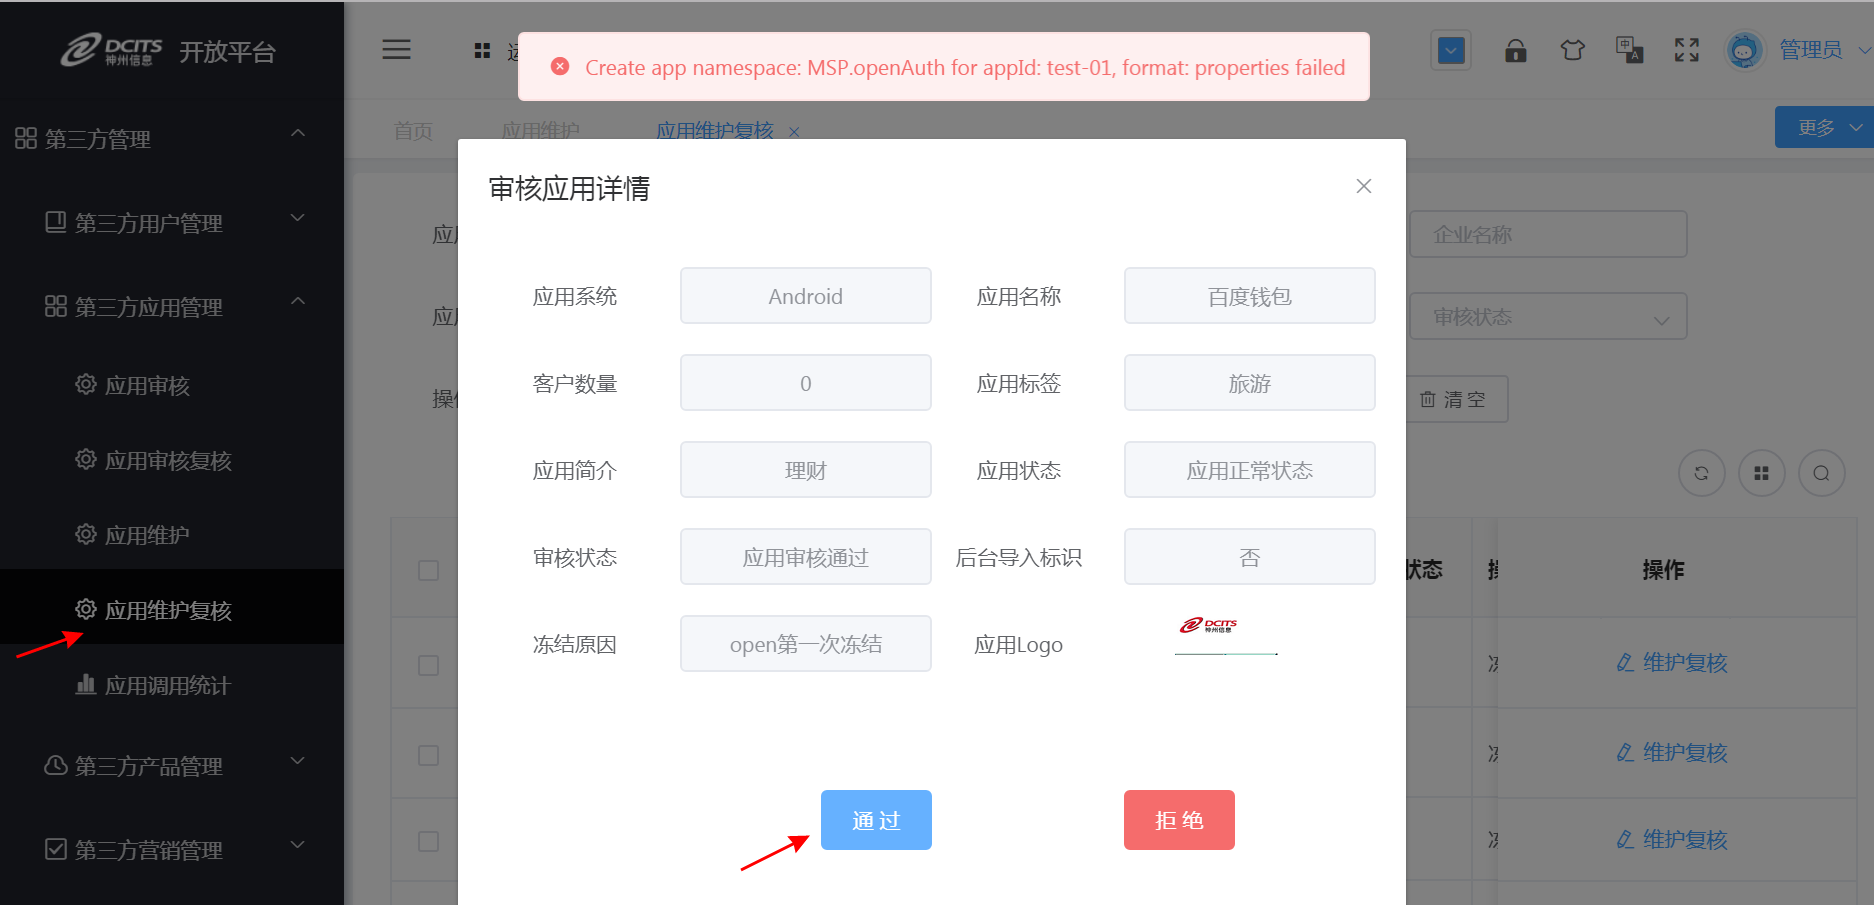 DCITS
神州信息
开放平台
Create app namespace: MSP.openAuth for appId: test-01, format: properties failed
中
A
管理员
首页
应用维护
应用维护复核
更多
第三方管理
第三方用户管理
第三方应用管理
应用审核
应用审核复核
应用维护
应用维护复核
应用调用统计
第三方产品管理
第三方营销管理
审核应用详情
应用系统
Android
应用名称
百度钱包
客户数量
0
应用标签
旅游
应用简介
理财
应用状态
应用正常状态
审核状态
应用审核通过
后台导入标识
否
冻结原因
open第一次冻结
应用Logo
DCITS
神州信息
通过
拒绝
企业名称
审核状态
清空
状态
操作
维护复核
维护复核
维护复核